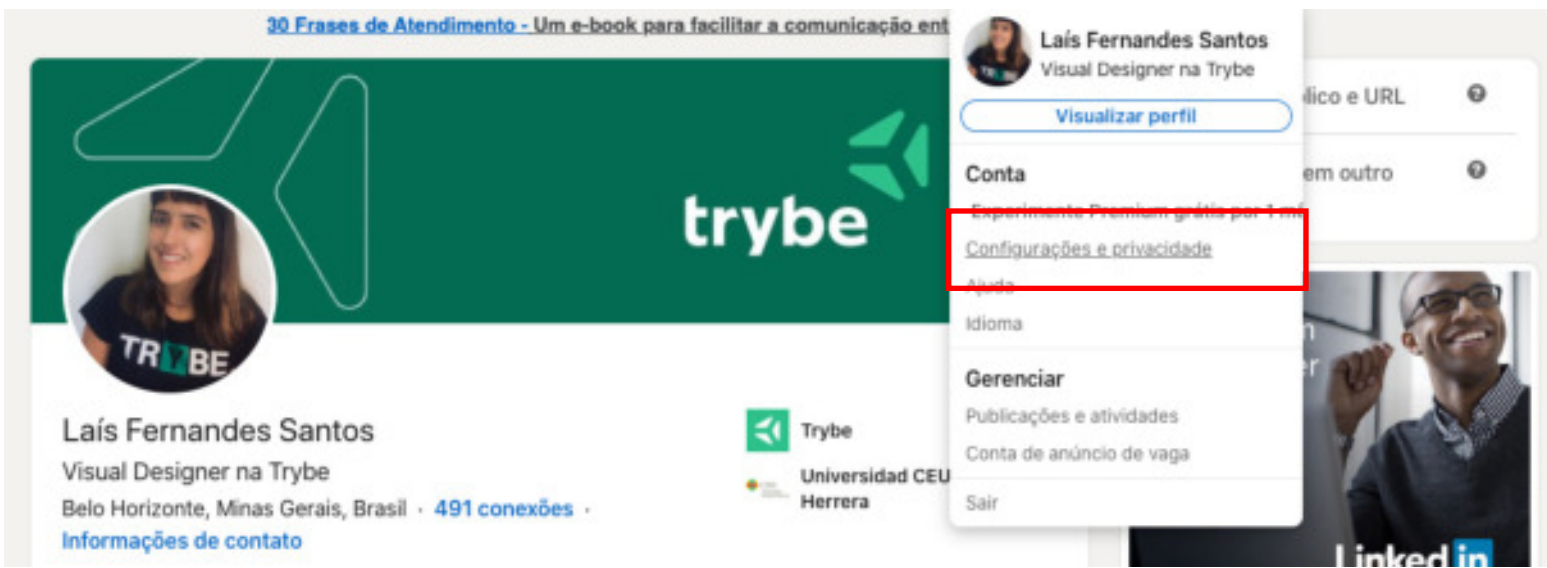 30 Frases de Atendimento - Um e-book para facilitar a comunicação ent
Laís Fernandes Santos
Visual Designer na Trybe
Visualizar perfil
Conta
Experimente Premium grátis por 1 mê
Configurações e privacidade
Ajuda
Idioma
Gerenciar
Publicações e atividades
Conta de anúncio de vaga
Sair
blico e URL
em outro
trybe
TRYBE
Laís Fernandes Santos
Visual Designer na Trybe
Belo Horizonte, Minas Gerais, Brasil · 491 conexões ·
Informações de contato
Trybe
Universidad CEU
Herrera
Linked in